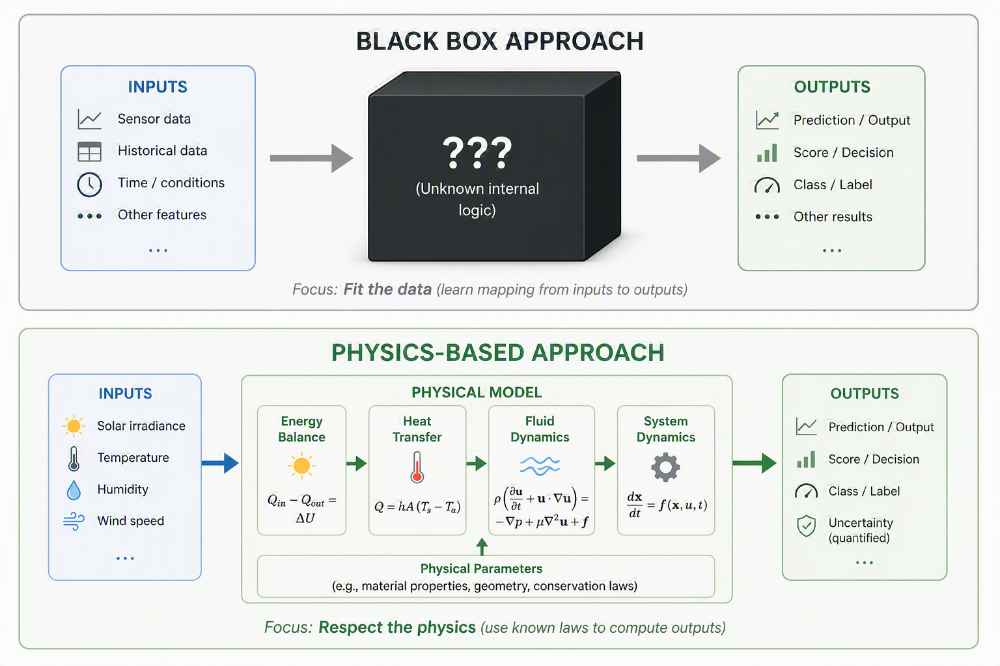 BLACK BOX APPROACH
INPUTS
Sensor data
Historical data
Time / conditions
Other features
...
???
(Unknown internal
logic)
OUTPUTS
Prediction / Output
Score / Decision
Class / Label
Other results
...
Focus: Fit the data (learn mapping from inputs to outputs)
PHYSICS-BASED APPROACH
INPUTS
Solar irradiance
Temperature
Humidity
Wind speed
...
PHYSICAL MODEL
Energy
Balance
Q_in − Q_out =
ΔU
Heat
Transfer
Q = hA (T_s − T_a)
Fluid
Dynamics
ρ(∂u/∂t + u · ∇u) =
−∇p + μ∇²u + f
System
Dynamics
dx/dt = f(x, u, t)
Physical Parameters
(e.g., material properties, geometry, conservation laws)
OUTPUTS
Prediction / Output
Score / Decision
Class / Label
Uncertainty
(quantified)
...
Focus: Respect the physics (use known laws to compute outputs)